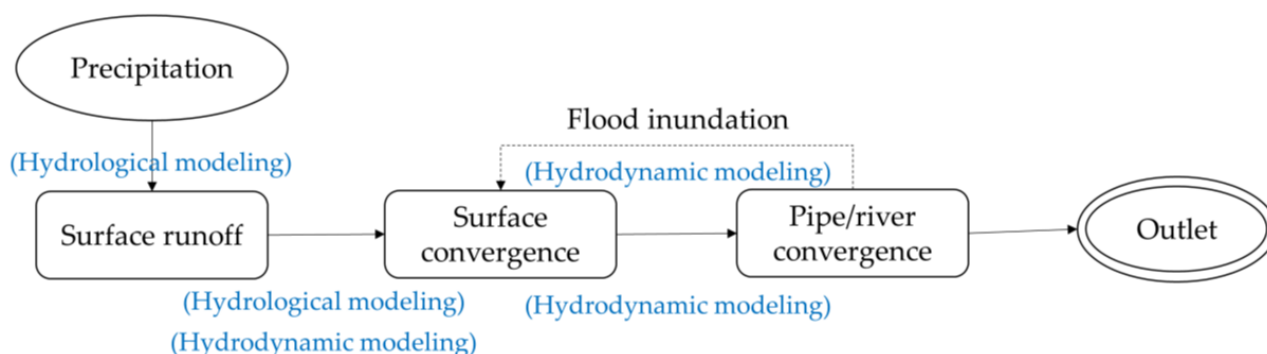 Precipitation
Flood inundation
(Hydrological modeling)
(Hydrodynamic modeling)
Surface runoff
Surface
convergence
Pipe/river
convergence
Outlet
(Hydrological modeling)
(Hydrodynamic modeling)
(Hydrodynamic modeling)